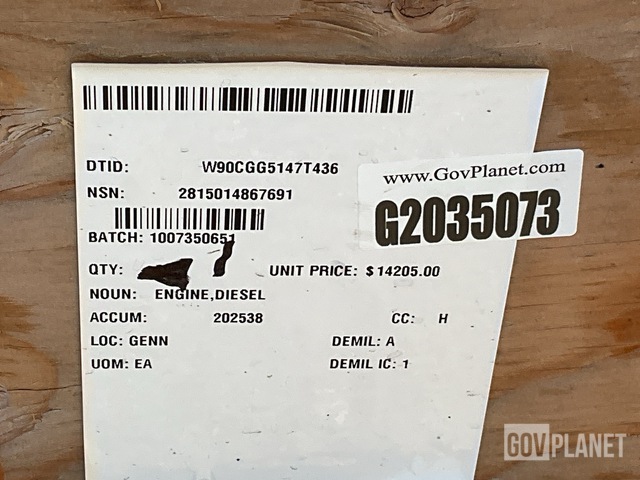 DTID: W90CGG5147T436
NSN: 2815014867691
www.GovPlanet.com
G2035073
BATCH: 1007350651
QTY: 1 UNIT PRICE: $14205.00
NOUN: ENGINE,DIESEL
ACCUM: 202538 CC: H
LOC: GENN DEMIL: A
UOM: EA DEMIL IC: 1
GOVPLANET